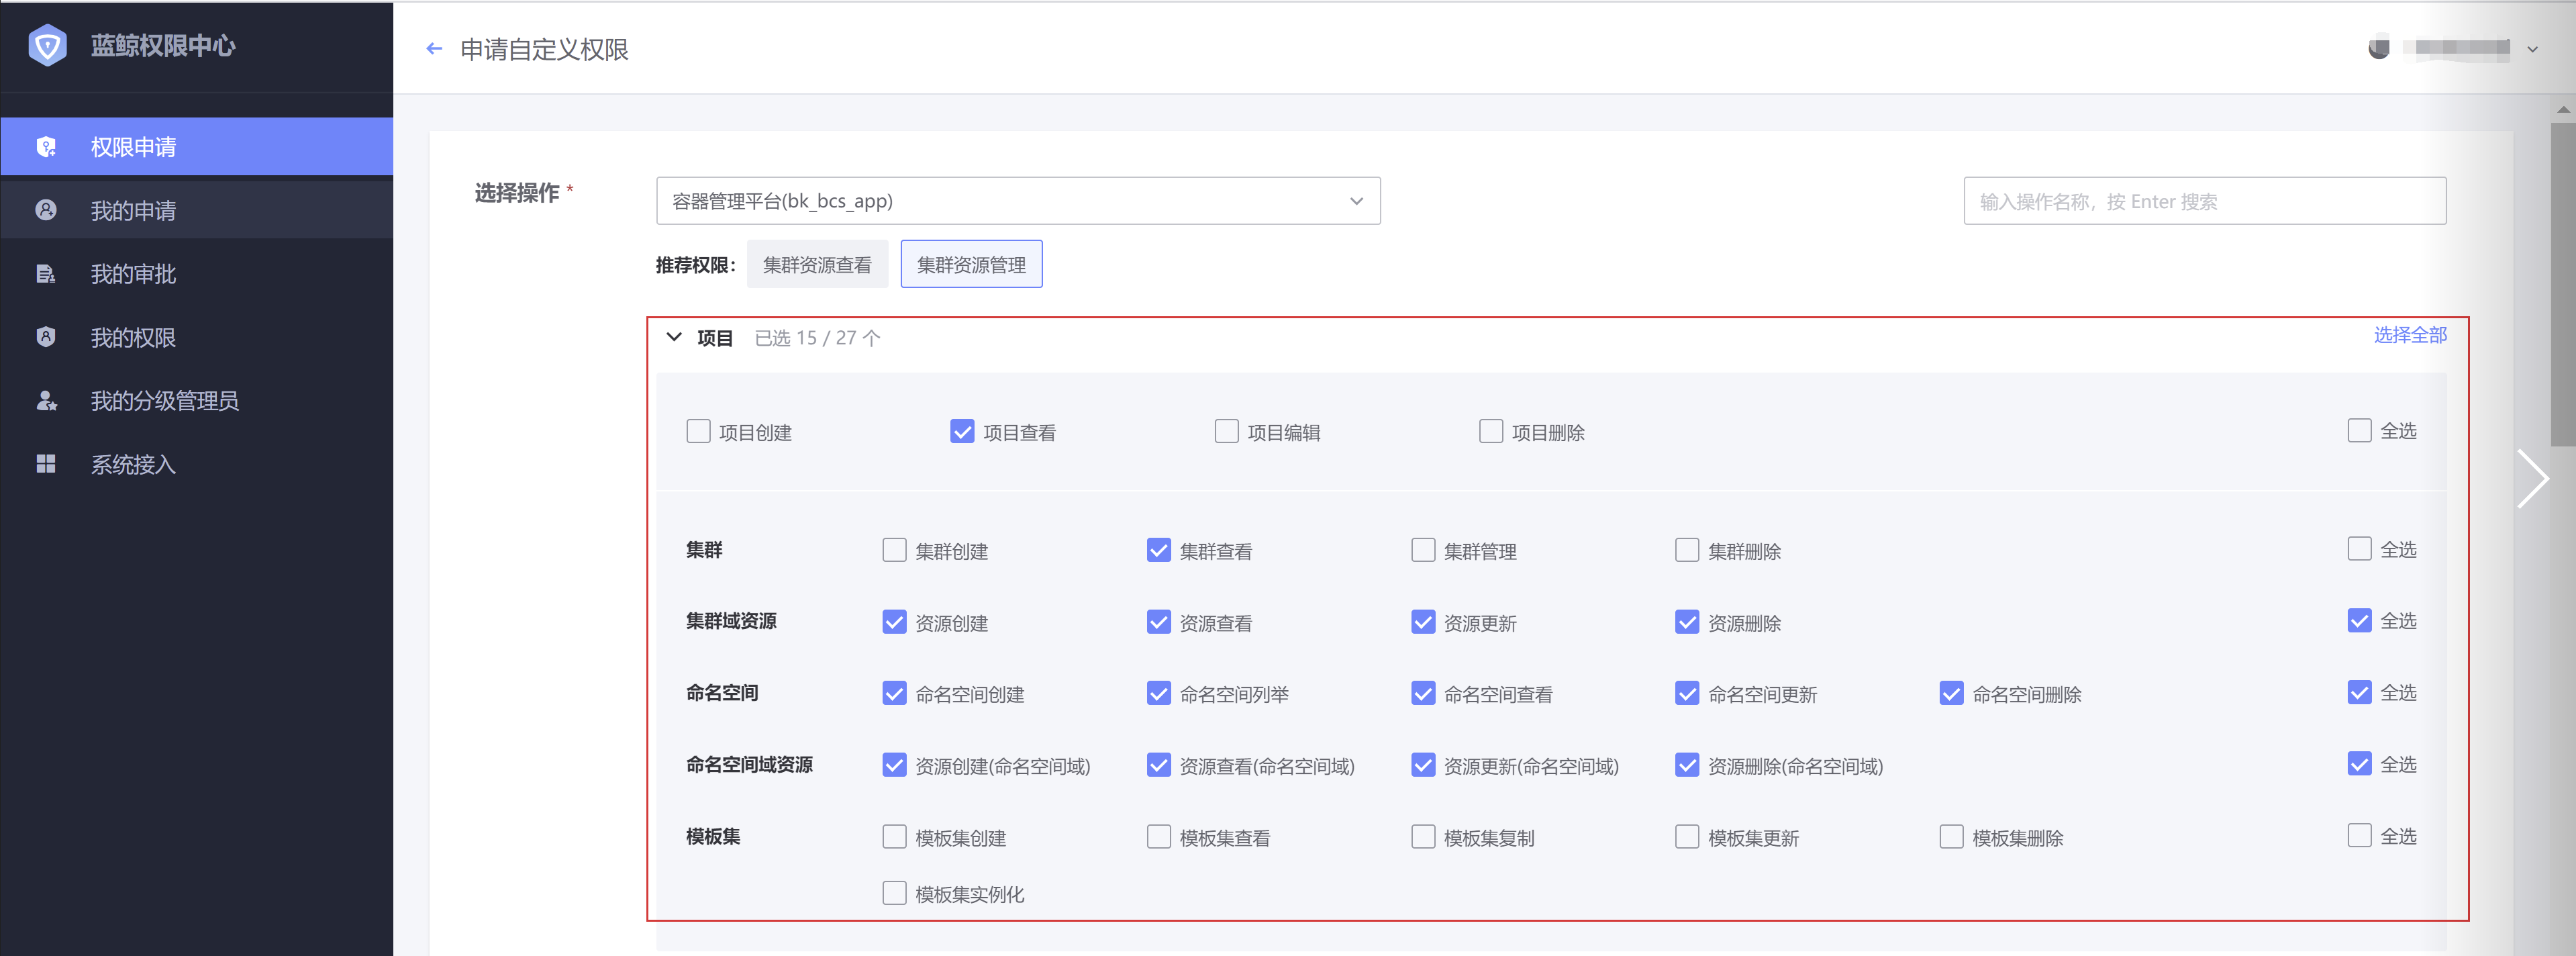 蓝鲸权限中心
申请自定义权限
权限申请
我的申请
我的审批
我的权限
我的分级管理员
系统接入
选择操作 *
容器管理平台(bk_bcs_app)
输入操作名称，按 Enter 搜索
推荐权限： 集群资源查看 集群资源管理
项目 已选 15 / 27 个 选择全部
项目创建 项目查看 项目编辑 项目删除 全选
集群 集群创建 集群查看 集群管理 集群删除 全选
集群域资源 资源创建 资源查看 资源更新 资源删除 全选
命名空间 命名空间创建 命名空间列举 命名空间查看 命名空间更新 命名空间删除 全选
命名空间域资源 资源创建(命名空间域) 资源查看(命名空间域) 资源更新(命名空间域) 资源删除(命名空间域) 全选
模板集 模板集创建 模板集查看 模板集复制 模板集更新 模板集删除 全选
模板集实例化